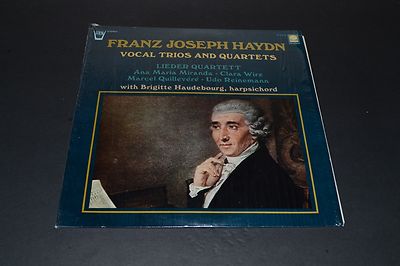 FRANZ JOSEPH HAYDN
VOCAL TRIOS AND QUARTETS
LIEDER QUARTETT
Ana Maria Miranda · Clara Wirz
Marcel Quillévéré · Udo Reinemann
with Brigitte Haudebourg, harpsichord